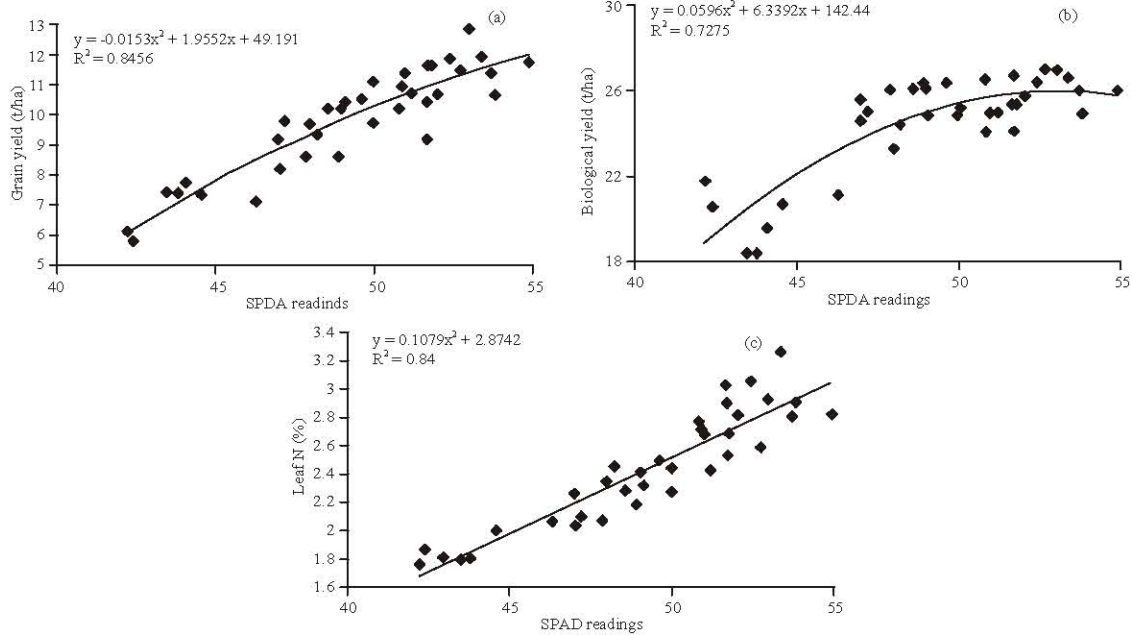 (a)
y = -0.0153x² + 1.9552x + 49.191
R² = 0.8456
Grain yield (t/ha)
13
12
11
10
9
8
7
6
5
40
45
50
55
SPDA readinds
(b)
y = 0.0596x² + 6.3392x + 142.44
R² = 0.7275
Biological yield (t/ha)
30
26
22
18
40
45
50
55
SPDA readings
(c)
y = 0.1079x² + 2.8742
R² = 0.84
Leaf N (%)
3.4
3.2
3
2.8
2.6
2.4
2.2
2
1.8
1.6
40
45
50
55
SPAD readings